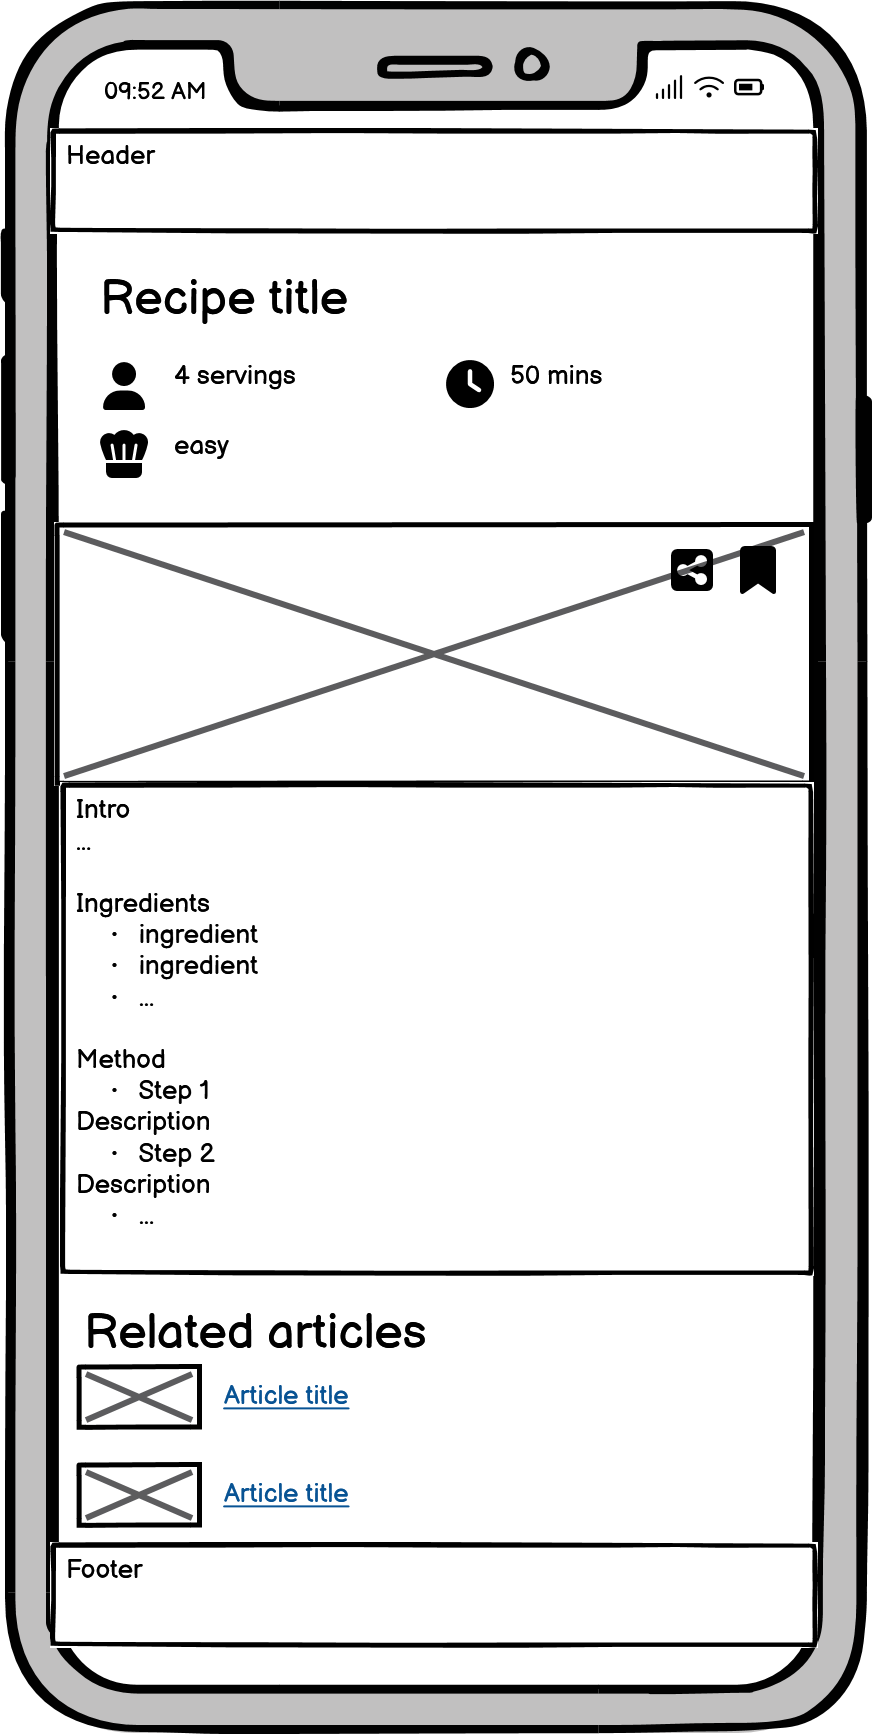 09:52 AM
Header
Recipe title
4 servings
50 mins
easy
Intro
...
Ingredients
• ingredient
• ingredient
• ...
Method
• Step 1
Description
• Step 2
Description
• ...
Related articles
Article title
Article title
Footer